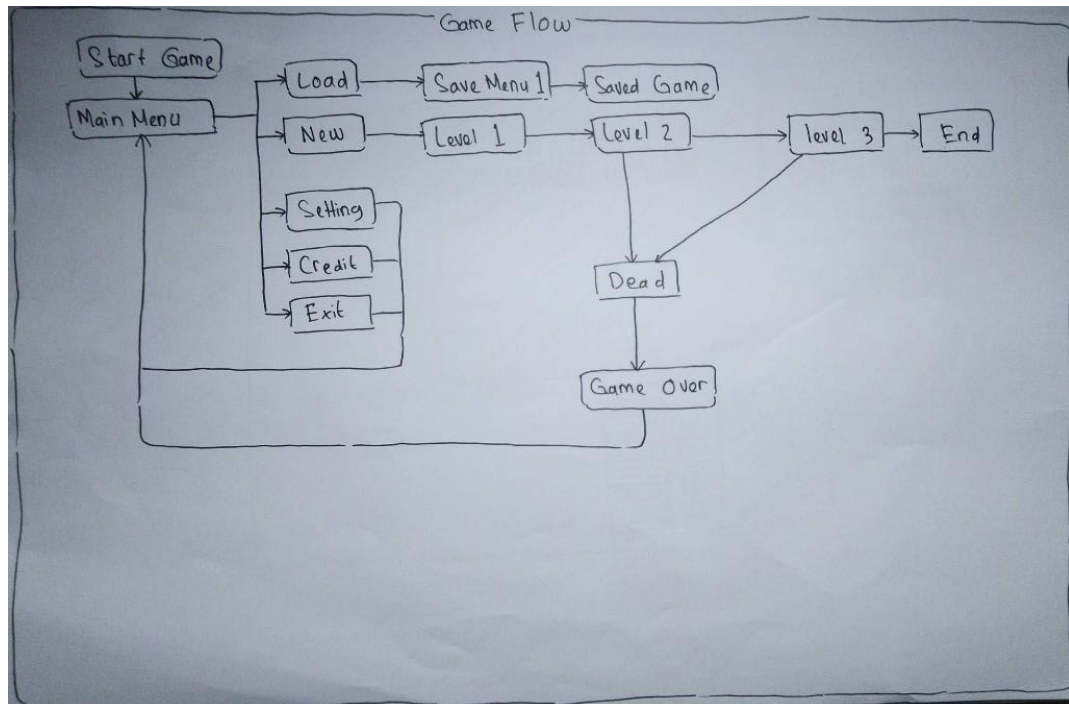 Game Flow
Start Game
Load
Save Menu 1
Saved Game
Main Menu
New
Level 1
Level 2
level 3
End
Setting
Credit
Dead
Exit
Game Over